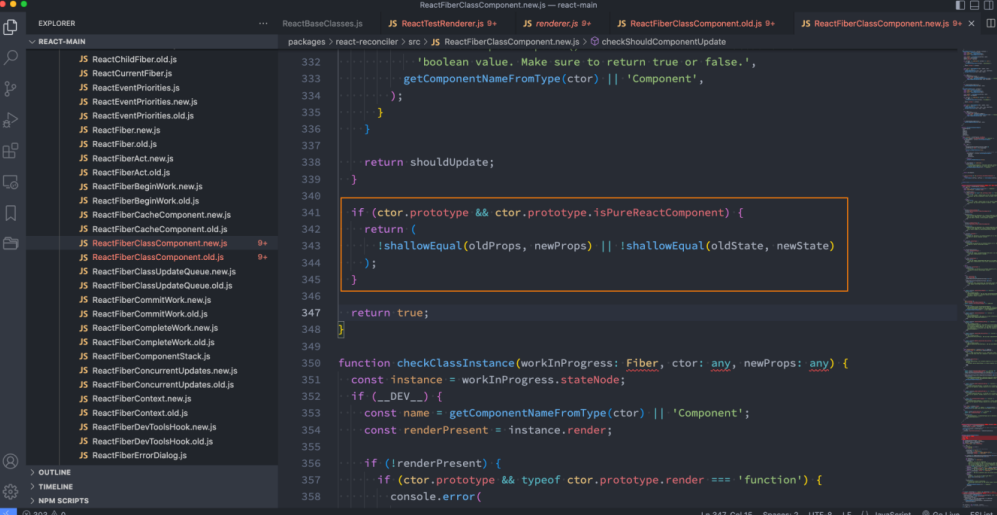 ReactFiberClassComponent.new.js — react-main
EXPLORER
ReactBaseClasses.js
JS ReactTestRenderer.js 9+
JS renderer.js 9+
JS ReactFiberClassComponent.old.js 9+
JS ReactFiberClassComponent.new.js 9+
REACT-MAIN
packages > react-reconciler > src > JS ReactFiberClassComponent.new.js > checkShouldComponentUpdate
JS ReactChildFiber.old.js
JS ReactCurrentFiber.js
JS ReactEventPriorities.js
JS ReactEventPriorities.new.js
JS ReactEventPriorities.old.js
JS ReactFiber.new.js
JS ReactFiber.old.js
JS ReactFiberAct.new.js
JS ReactFiberAct.old.js
JS ReactFiberBeginWork.new.js
JS ReactFiberBeginWork.old.js
JS ReactFiberCacheComponent.new.js
JS ReactFiberCacheComponent.old.js
JS ReactFiberClassComponent.new.js 9+
JS ReactFiberClassComponent.old.js 9+
JS ReactFiberClassUpdateQueue.new.js
JS ReactFiberClassUpdateQueue.old.js
JS ReactFiberCommitWork.new.js
JS ReactFiberCommitWork.old.js
JS ReactFiberCompleteWork.new.js
JS ReactFiberCompleteWork.old.js
JS ReactFiberComponentStack.js
JS ReactFiberConcurrentUpdates.new.js
JS ReactFiberConcurrentUpdates.old.js
JS ReactFiberContext.new.js
JS ReactFiberContext.old.js
JS ReactFiberDevToolsHook.new.js
JS ReactFiberDevToolsHook.old.js
JS ReactFiberErrorDialog.js
OUTLINE
TIMELINE
NPM SCRIPTS
332 'boolean value. Make sure to return true or false.',
333 getComponentNameFromType(ctor) || 'Component',
334 );
335 }
336 }
337
338 return shouldUpdate;
339 }
340
341 if (ctor.prototype && ctor.prototype.isPureReactComponent) {
342 return (
343 !shallowEqual(oldProps, newProps) || !shallowEqual(oldState, newState)
344 );
345 }
346
347 return true;
348 }
349
350 function checkClassInstance(workInProgress: Fiber, ctor: any, newProps: any) {
351 const instance = workInProgress.stateNode;
352 if (__DEV__) {
353 const name = getComponentNameFromType(ctor) || 'Component';
354 const renderPresent = instance.render;
355
356 if (!renderPresent) {
357 if (ctor.prototype && typeof ctor.prototype.render === 'function') {
358 console.error(